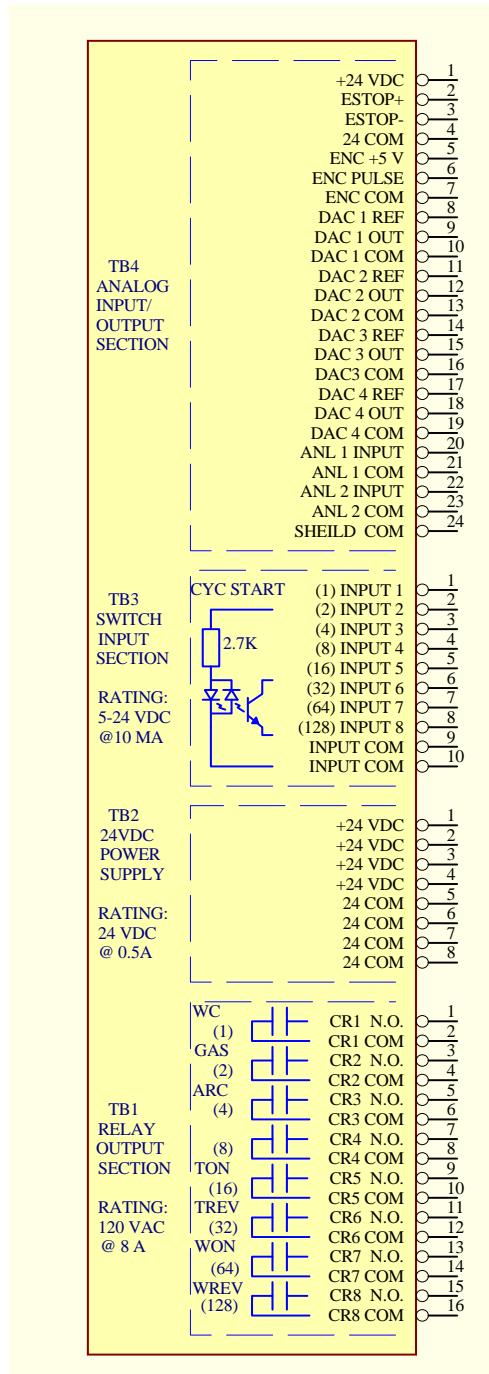 TB4
ANALOG
INPUT/
OUTPUT
SECTION
+24 VDC 1
ESTOP+ 2
ESTOP- 3
24 COM 4
ENC +5 V 5
ENC PULSE 6
ENC COM 7
DAC 1 REF 8
DAC 1 OUT 9
DAC 1 COM 10
DAC 2 REF 11
DAC 2 OUT 12
DAC 2 COM 13
DAC 3 REF 14
DAC 3 OUT 15
DAC3 COM 16
DAC 4 REF 17
DAC 4 OUT 18
DAC 4 COM 19
ANL 1 INPUT 20
ANL 1 COM 21
ANL 2 INPUT 22
ANL 2 COM 23
SHEILD COM 24
TB3
SWITCH
INPUT
SECTION
RATING:
5-24 VDC
@10 MA
CYC START
2.7K
(1) INPUT 1 1
(2) INPUT 2 2
(4) INPUT 3 3
(8) INPUT 4 4
(16) INPUT 5 5
(32) INPUT 6 6
(64) INPUT 7 7
(128) INPUT 8 8
INPUT COM 9
INPUT COM 10
TB2
24VDC
POWER
SUPPLY
RATING:
24 VDC
@ 0.5A
+24 VDC 1
+24 VDC 2
+24 VDC 3
+24 VDC 4
24 COM 5
24 COM 6
24 COM 7
24 COM 8
TB1
RELAY
OUTPUT
SECTION
RATING:
120 VAC
@ 8 A
WC
(1)
GAS
(2)
ARC
(4)
(8)
TON
(16)
TREV
(32)
WON
(64)
WREV
(128)
CR1 N.O. 1
CR1 COM 2
CR2 N.O. 3
CR2 COM 4
CR3 N.O. 5
CR3 COM 6
CR4 N.O. 7
CR4 COM 8
CR5 N.O. 9
CR5 COM 10
CR6 N.O. 11
CR6 COM 12
CR7 N.O. 13
CR7 COM 14
CR8 N.O. 15
CR8 COM 16